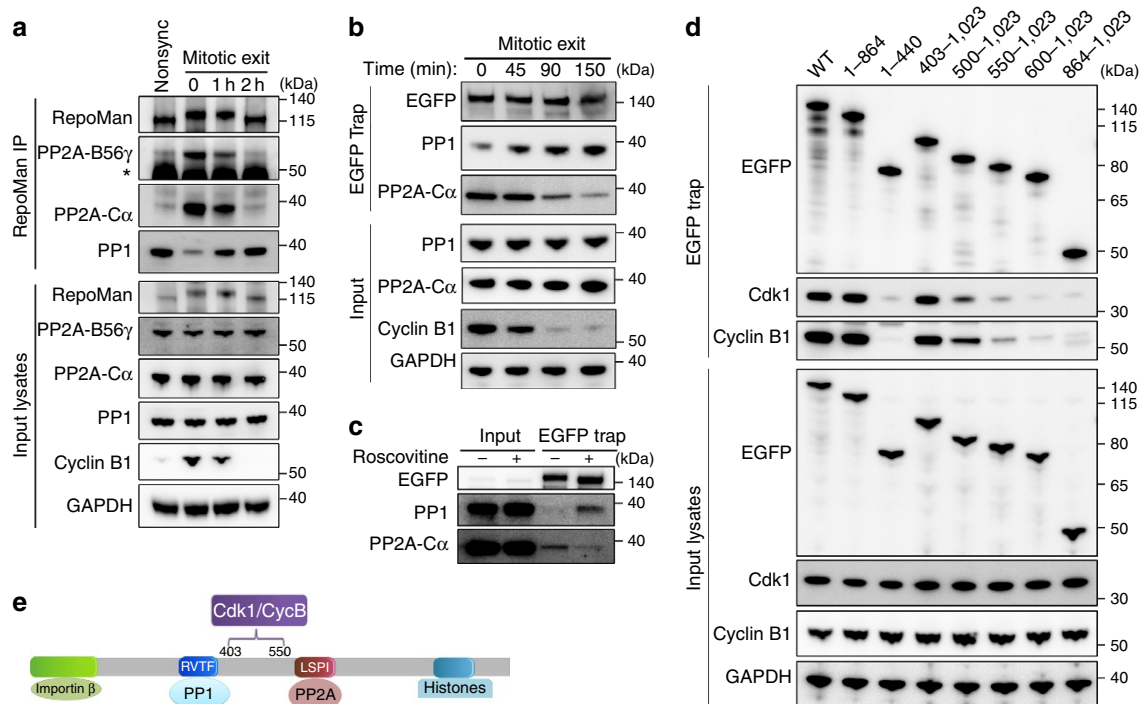 a
Nonsync
Mitotic exit
0 1 h 2 h (kDa)
RepoMan IP
RepoMan
140
115
PP2A-B56γ
*
50
PP2A-Cα
40
PP1
40
Input lysates
RepoMan
140
115
PP2A-B56γ
50
PP2A-Cα
40
PP1
40
Cyclin B1
50
GAPDH
40
b
Mitotic exit
Time (min): 0 45 90 150 (kDa)
EGFP Trap
EGFP
140
PP1
40
PP2A-Cα
40
Input
PP1
40
PP2A-Cα
40
Cyclin B1
50
GAPDH
40
c
Input EGFP trap
Roscovitine – + – + (kDa)
EGFP
140
PP1
40
PP2A-Cα
40
d
WT 1–864 1–440 403–1,023 500–1,023 550–1,023 600–1,023 864–1,023
(kDa)
EGFP trap
EGFP
140
115
80
65
50
Cdk1
30
Cyclin B1
50
Input lysates
EGFP
140
115
80
65
50
Cdk1
30
Cyclin B1
50
GAPDH
40
e
Cdk1/CycB
403 550
RVTF LSPI
Importin β PP1 PP2A Histones